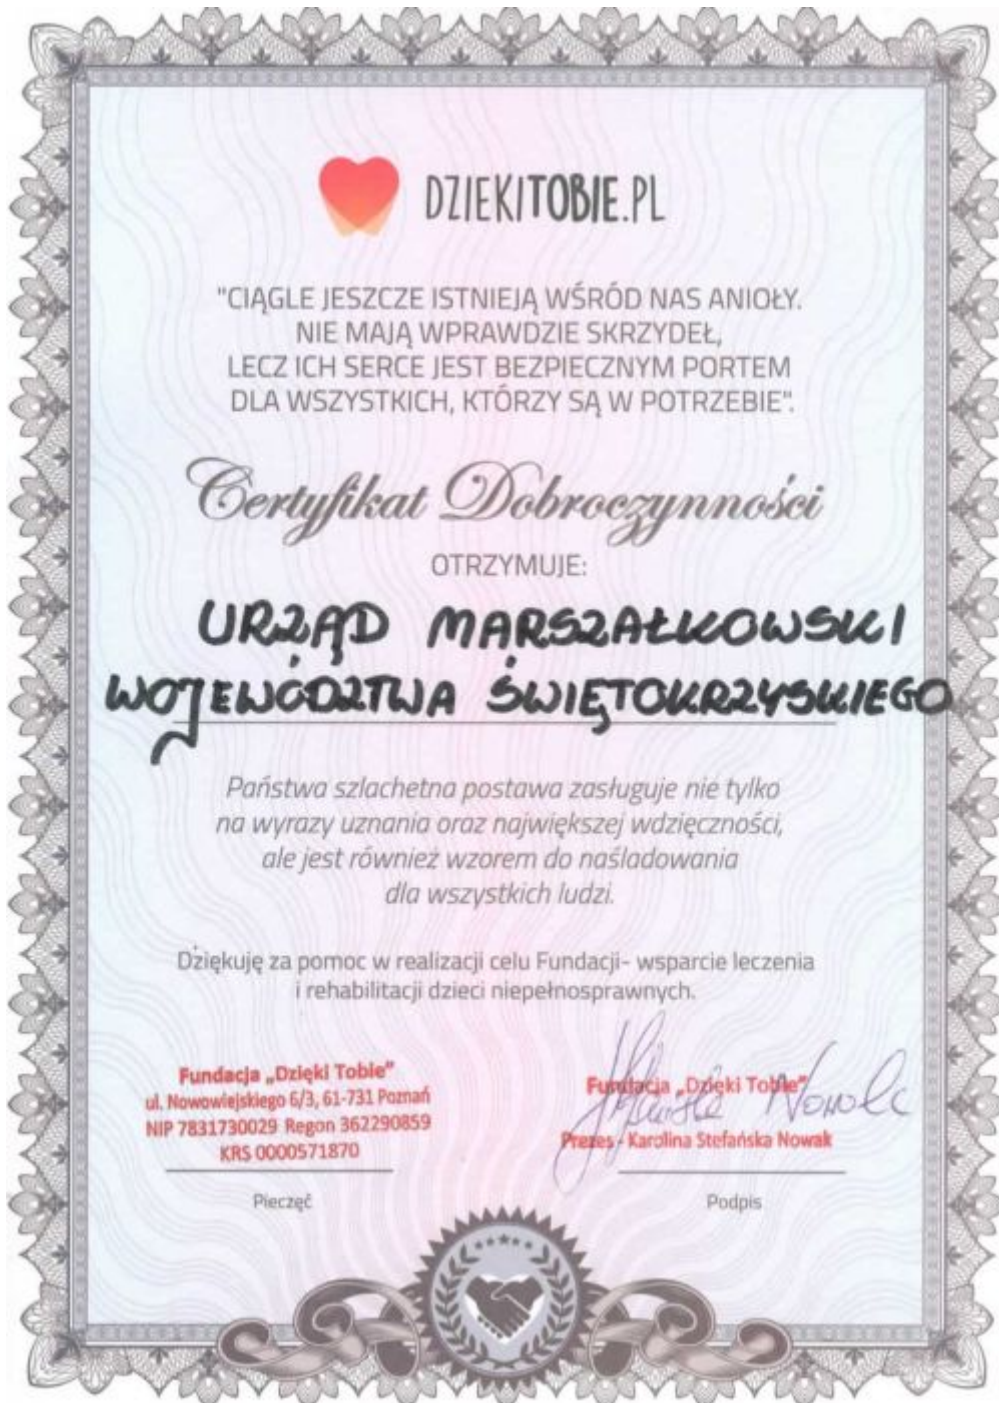 DZIEKITOBIE.PL
"CIĄGLE JESZCZE ISTNIEJĄ WŚRÓD NAS ANIOŁY.
NIE MAJĄ WPRAWDZIE SKRZYDEŁ,
LECZ ICH SERCE JEST BEZPIECZNYM PORTEM
DLA WSZYSTKICH, KTÓRZY SĄ W POTRZEBIE".
Certyfikat Dobroczynności
OTRZYMUJE:
URZĄD MARSZAŁKOWSKI
WOJEWÓDZTWA ŚWIĘTOKRZYSKIEGO
Państwa szlachetna postawa zasługuje nie tylko
na wyrazy uznania oraz największej wdzięczności,
ale jest również wzorem do naśladowania
dla wszystkich ludzi.
Dziękuję za pomoc w realizacji celu Fundacji- wsparcie leczenia
i rehabilitacji dzieci niepełnosprawnych.
Fundacja „Dzięki Tobie"
ul. Nowowiejskiego 6/3, 61-731 Poznań
NIP 7831730029 Regon 362290859
KRS 0000571870
Pieczęć
Fundacja „Dzięki Tobie"
Prezes - Karolina Stefańska Nowak
Podpis